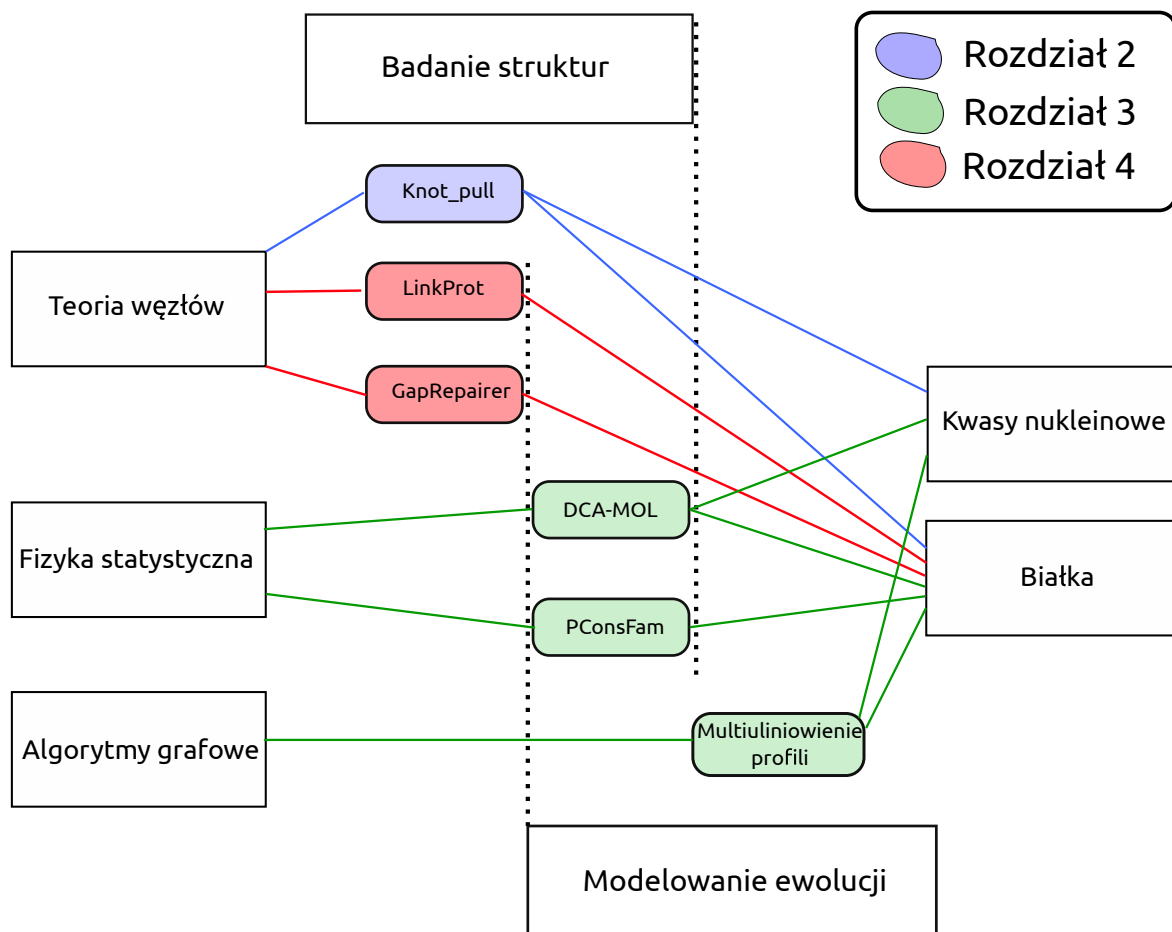 Badanie struktur
Rozdział 2
Rozdział 3
Rozdział 4
Knot_pull
LinkProt
Teoria węzłów
GapRepairer
Kwasy nukleinowe
DCA-MOL
Fizyka statystyczna
Białka
PConsFam
Algorytmy grafowe
Multiuliniowienie
profili
Modelowanie ewolucji